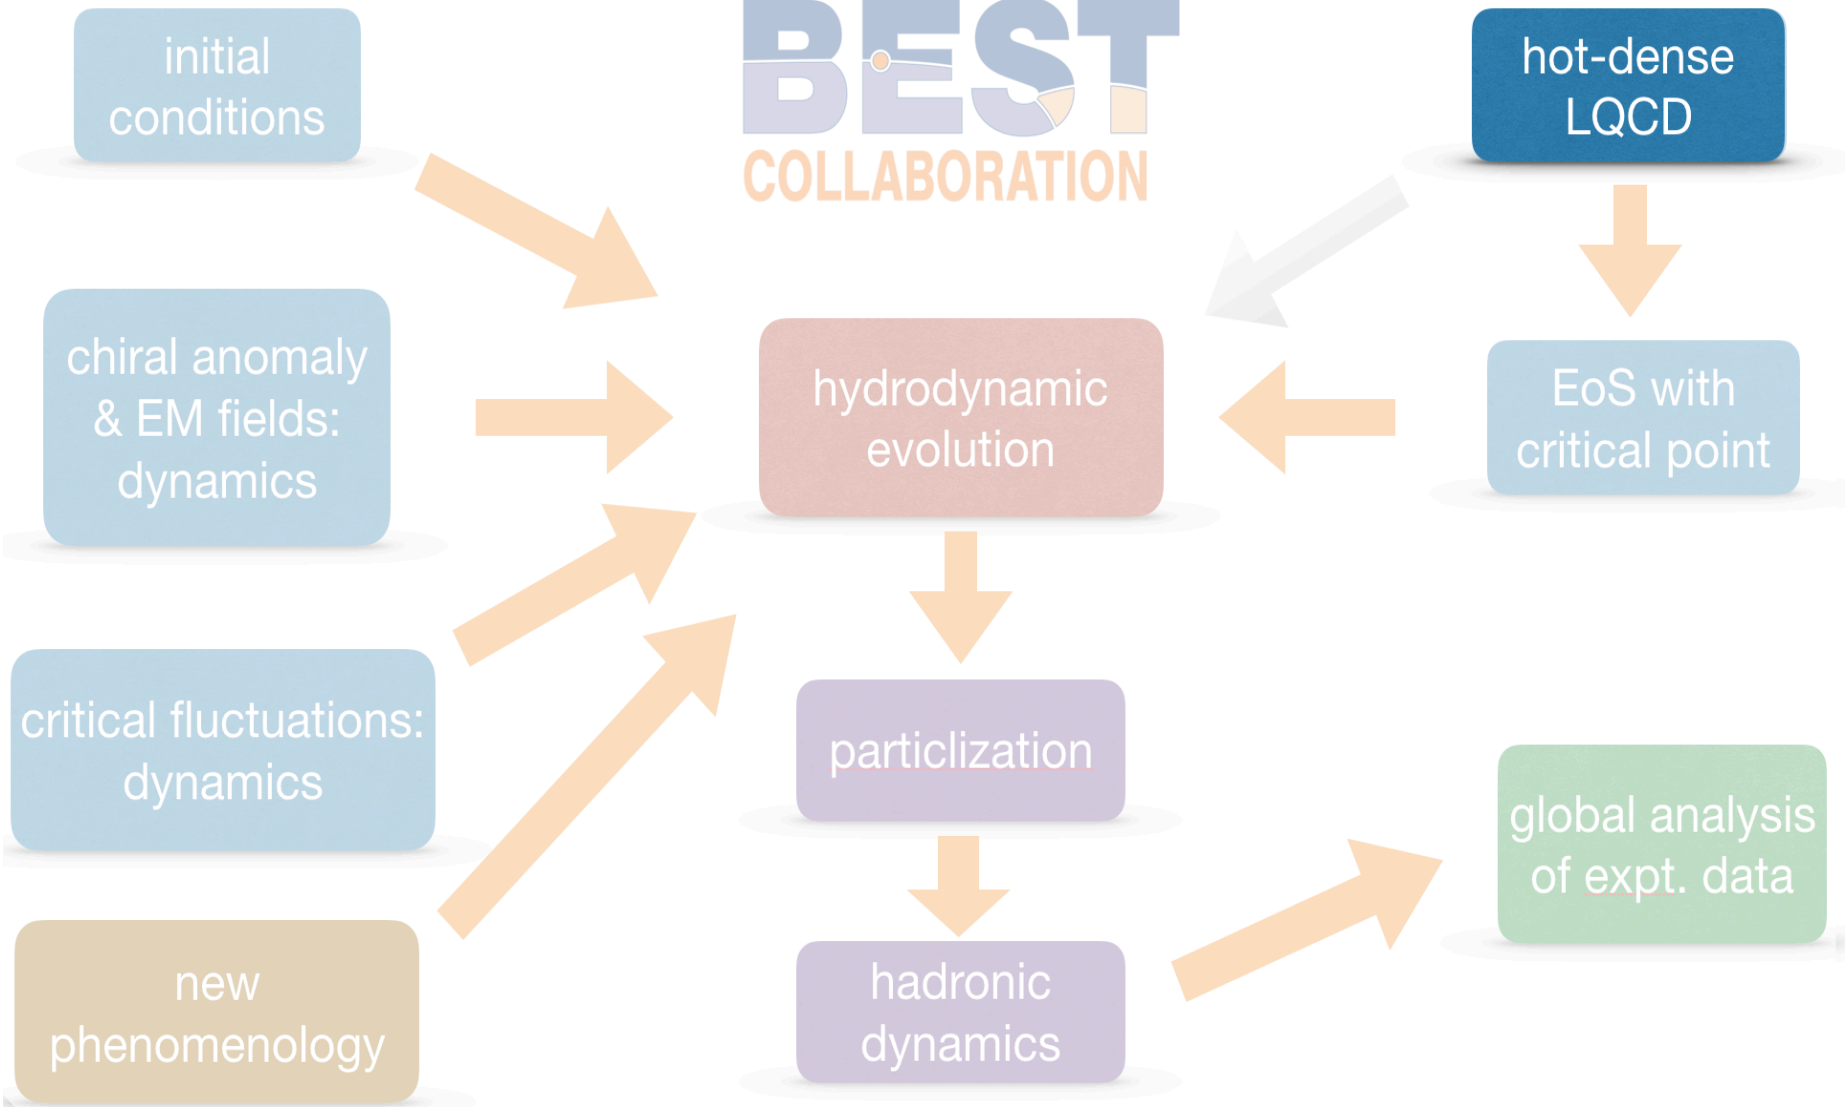 BEST
COLLABORATION
initial
conditions
hot-dense
LQCD
chiral anomaly
& EM fields:
dynamics
hydrodynamic
evolution
EoS with
critical point
critical fluctuations:
dynamics
particlization
global analysis
of expt. data
new
phenomenology
hadronic
dynamics